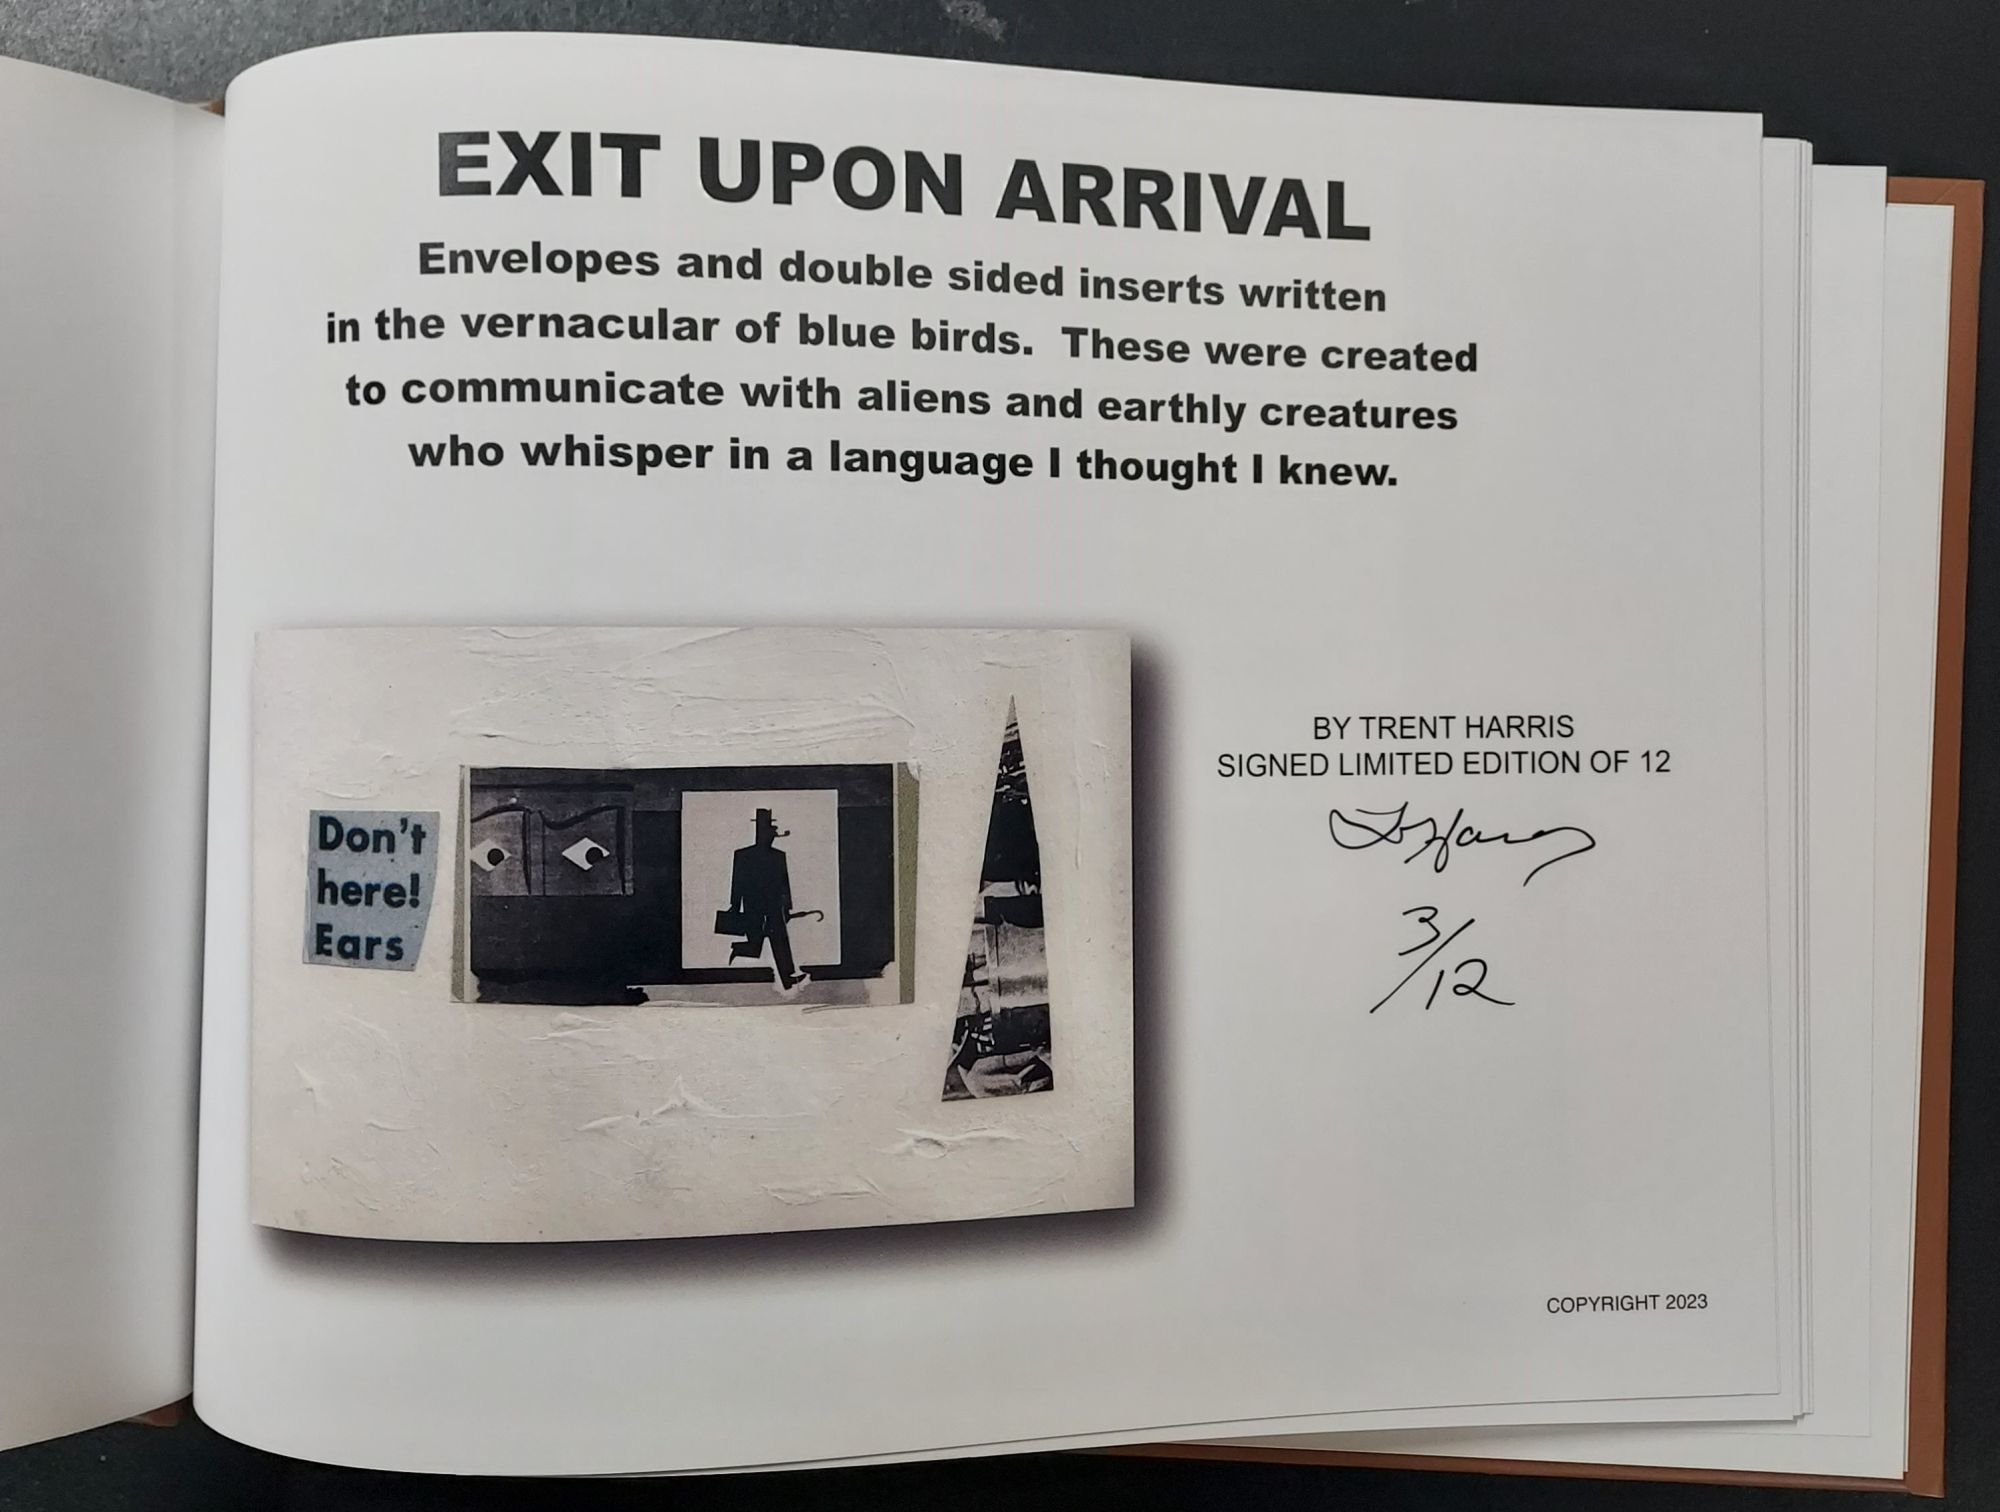 EXIT UPON ARRIVAL
Envelopes and double sided inserts written
in the vernacular of blue birds. These were created
to communicate with aliens and earthly creatures
who whisper in a language I thought I knew.
Don't
here!
Ears
BY TRENT HARRIS
SIGNED LIMITED EDITION OF 12
3/12
COPYRIGHT 2023